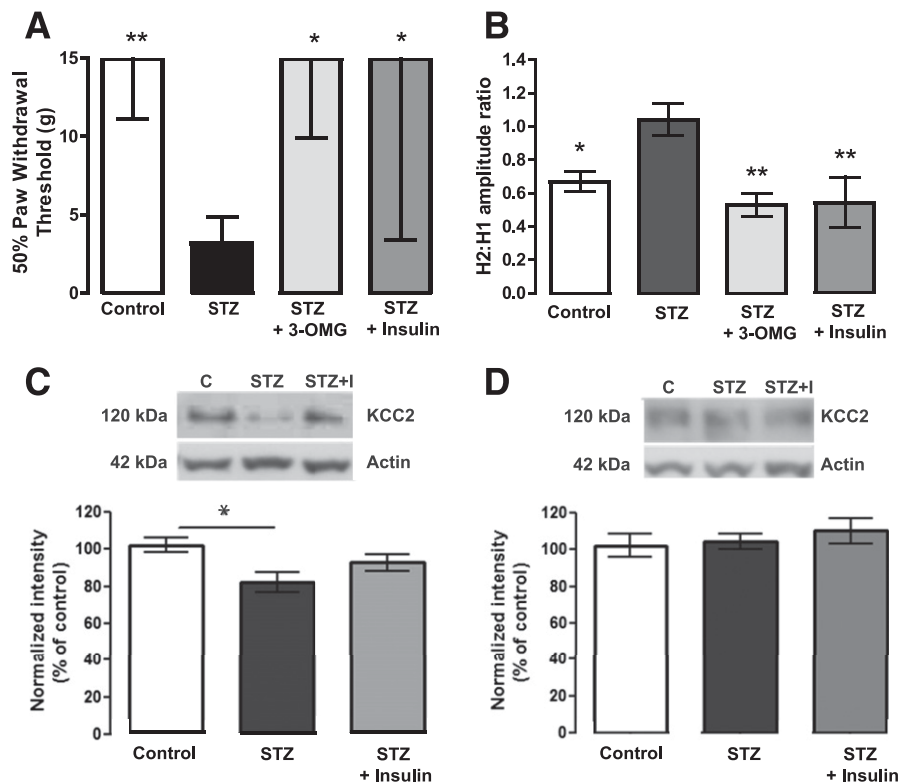 A
**
*
*
50% Paw Withdrawal
Threshold (g)
15
10
5
0
Control
STZ
STZ
+ 3-OMG
STZ
+ Insulin
B
H2:H1 amplitude ratio
1.4
1.2
1.0
0.8
0.6
0.4
0.2
0.0
*
**
**
Control
STZ
STZ
+ 3-OMG
STZ
+ Insulin
C
C STZ STZ+I
120 kDa KCC2
42 kDa Actin
Normalized intensity
(% of control)
120
100
80
60
40
20
0
*
Control
STZ
STZ
+ Insulin
D
C STZ STZ+I
120 kDa KCC2
42 kDa Actin
Normalized intensity
(% of control)
120
100
80
60
40
20
0
Control
STZ
STZ
+ Insulin